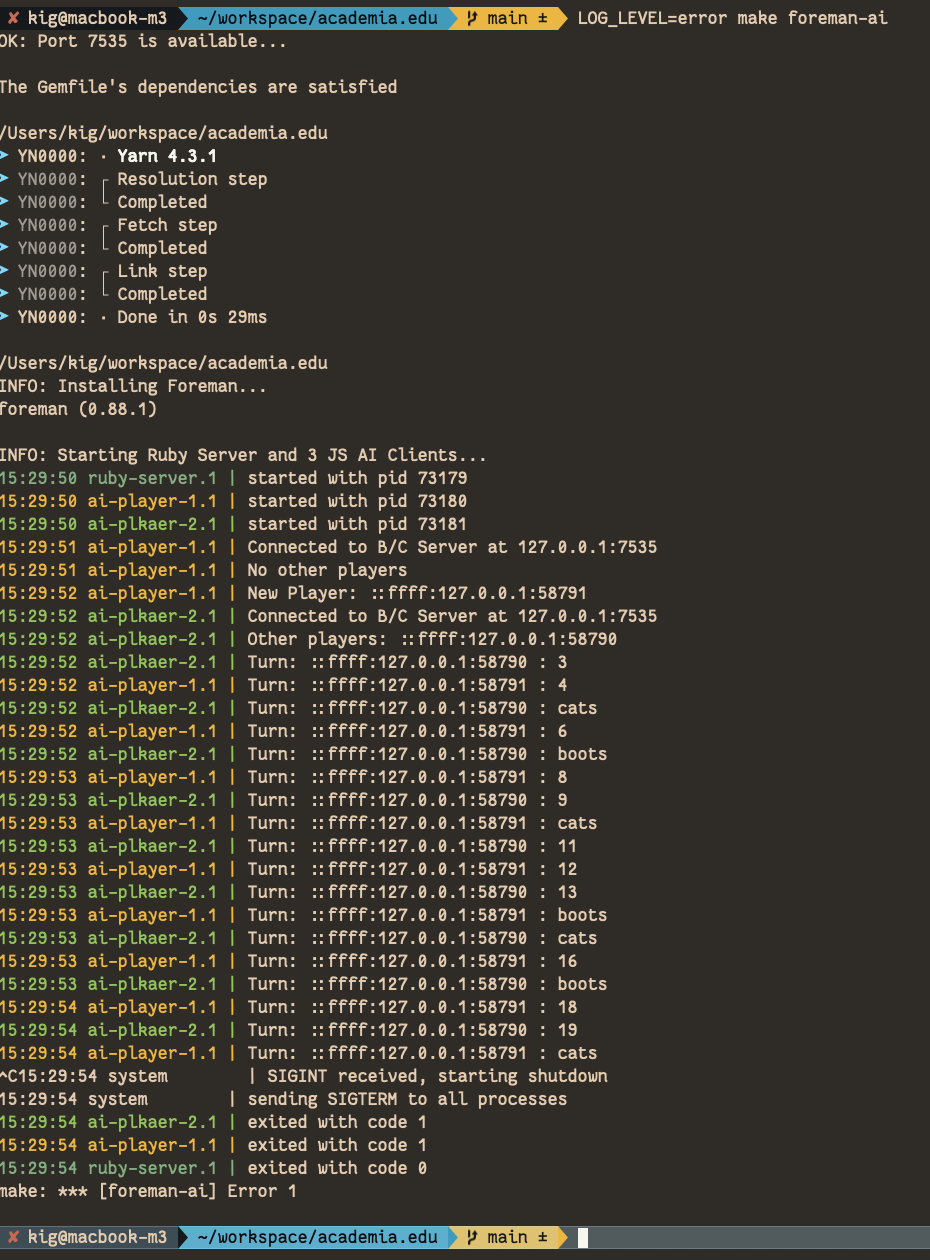 ✘ kig@macbook-m3 ~/workspace/academia.edu main ± LOG_LEVEL=error make foreman-ai
OK: Port 7535 is available...
The Gemfile's dependencies are satisfied
/Users/kig/workspace/academia.edu
➤ YN0000: · Yarn 4.3.1
➤ YN0000: ┌ Resolution step
➤ YN0000: └ Completed
➤ YN0000: ┌ Fetch step
➤ YN0000: └ Completed
➤ YN0000: ┌ Link step
➤ YN0000: └ Completed
➤ YN0000: · Done in 0s 29ms
/Users/kig/workspace/academia.edu
INFO: Installing Foreman...
foreman (0.88.1)
INFO: Starting Ruby Server and 3 JS AI Clients...
15:29:50 ruby-server.1 | started with pid 73179
15:29:50 ai-player-1.1 | started with pid 73180
15:29:50 ai-plkaer-2.1 | started with pid 73181
15:29:51 ai-player-1.1 | Connected to B/C Server at 127.0.0.1:7535
15:29:51 ai-player-1.1 | No other players
15:29:52 ai-player-1.1 | New Player: ::ffff:127.0.0.1:58791
15:29:52 ai-plkaer-2.1 | Connected to B/C Server at 127.0.0.1:7535
15:29:52 ai-plkaer-2.1 | Other players: ::ffff:127.0.0.1:58790
15:29:52 ai-plkaer-2.1 | Turn: ::ffff:127.0.0.1:58790 : 3
15:29:52 ai-player-1.1 | Turn: ::ffff:127.0.0.1:58791 : 4
15:29:52 ai-plkaer-2.1 | Turn: ::ffff:127.0.0.1:58790 : cats
15:29:52 ai-player-1.1 | Turn: ::ffff:127.0.0.1:58791 : 6
15:29:52 ai-plkaer-2.1 | Turn: ::ffff:127.0.0.1:58790 : boots
15:29:53 ai-player-1.1 | Turn: ::ffff:127.0.0.1:58791 : 8
15:29:53 ai-plkaer-2.1 | Turn: ::ffff:127.0.0.1:58790 : 9
15:29:53 ai-player-1.1 | Turn: ::ffff:127.0.0.1:58791 : cats
15:29:53 ai-plkaer-2.1 | Turn: ::ffff:127.0.0.1:58790 : 11
15:29:53 ai-player-1.1 | Turn: ::ffff:127.0.0.1:58791 : 12
15:29:53 ai-plkaer-2.1 | Turn: ::ffff:127.0.0.1:58790 : 13
15:29:53 ai-player-1.1 | Turn: ::ffff:127.0.0.1:58791 : boots
15:29:53 ai-plkaer-2.1 | Turn: ::ffff:127.0.0.1:58790 : cats
15:29:53 ai-player-1.1 | Turn: ::ffff:127.0.0.1:58791 : 16
15:29:53 ai-plkaer-2.1 | Turn: ::ffff:127.0.0.1:58790 : boots
15:29:54 ai-player-1.1 | Turn: ::ffff:127.0.0.1:58791 : 18
15:29:54 ai-plkaer-2.1 | Turn: ::ffff:127.0.0.1:58790 : 19
15:29:54 ai-player-1.1 | Turn: ::ffff:127.0.0.1:58791 : cats
^C15:29:54 system | SIGINT received, starting shutdown
15:29:54 system | sending SIGTERM to all processes
15:29:54 ai-plkaer-2.1 | exited with code 1
15:29:54 ai-player-1.1 | exited with code 1
15:29:54 ruby-server.1 | exited with code 0
make: *** [foreman-ai] Error 1
✘ kig@macbook-m3 ~/workspace/academia.edu main ±